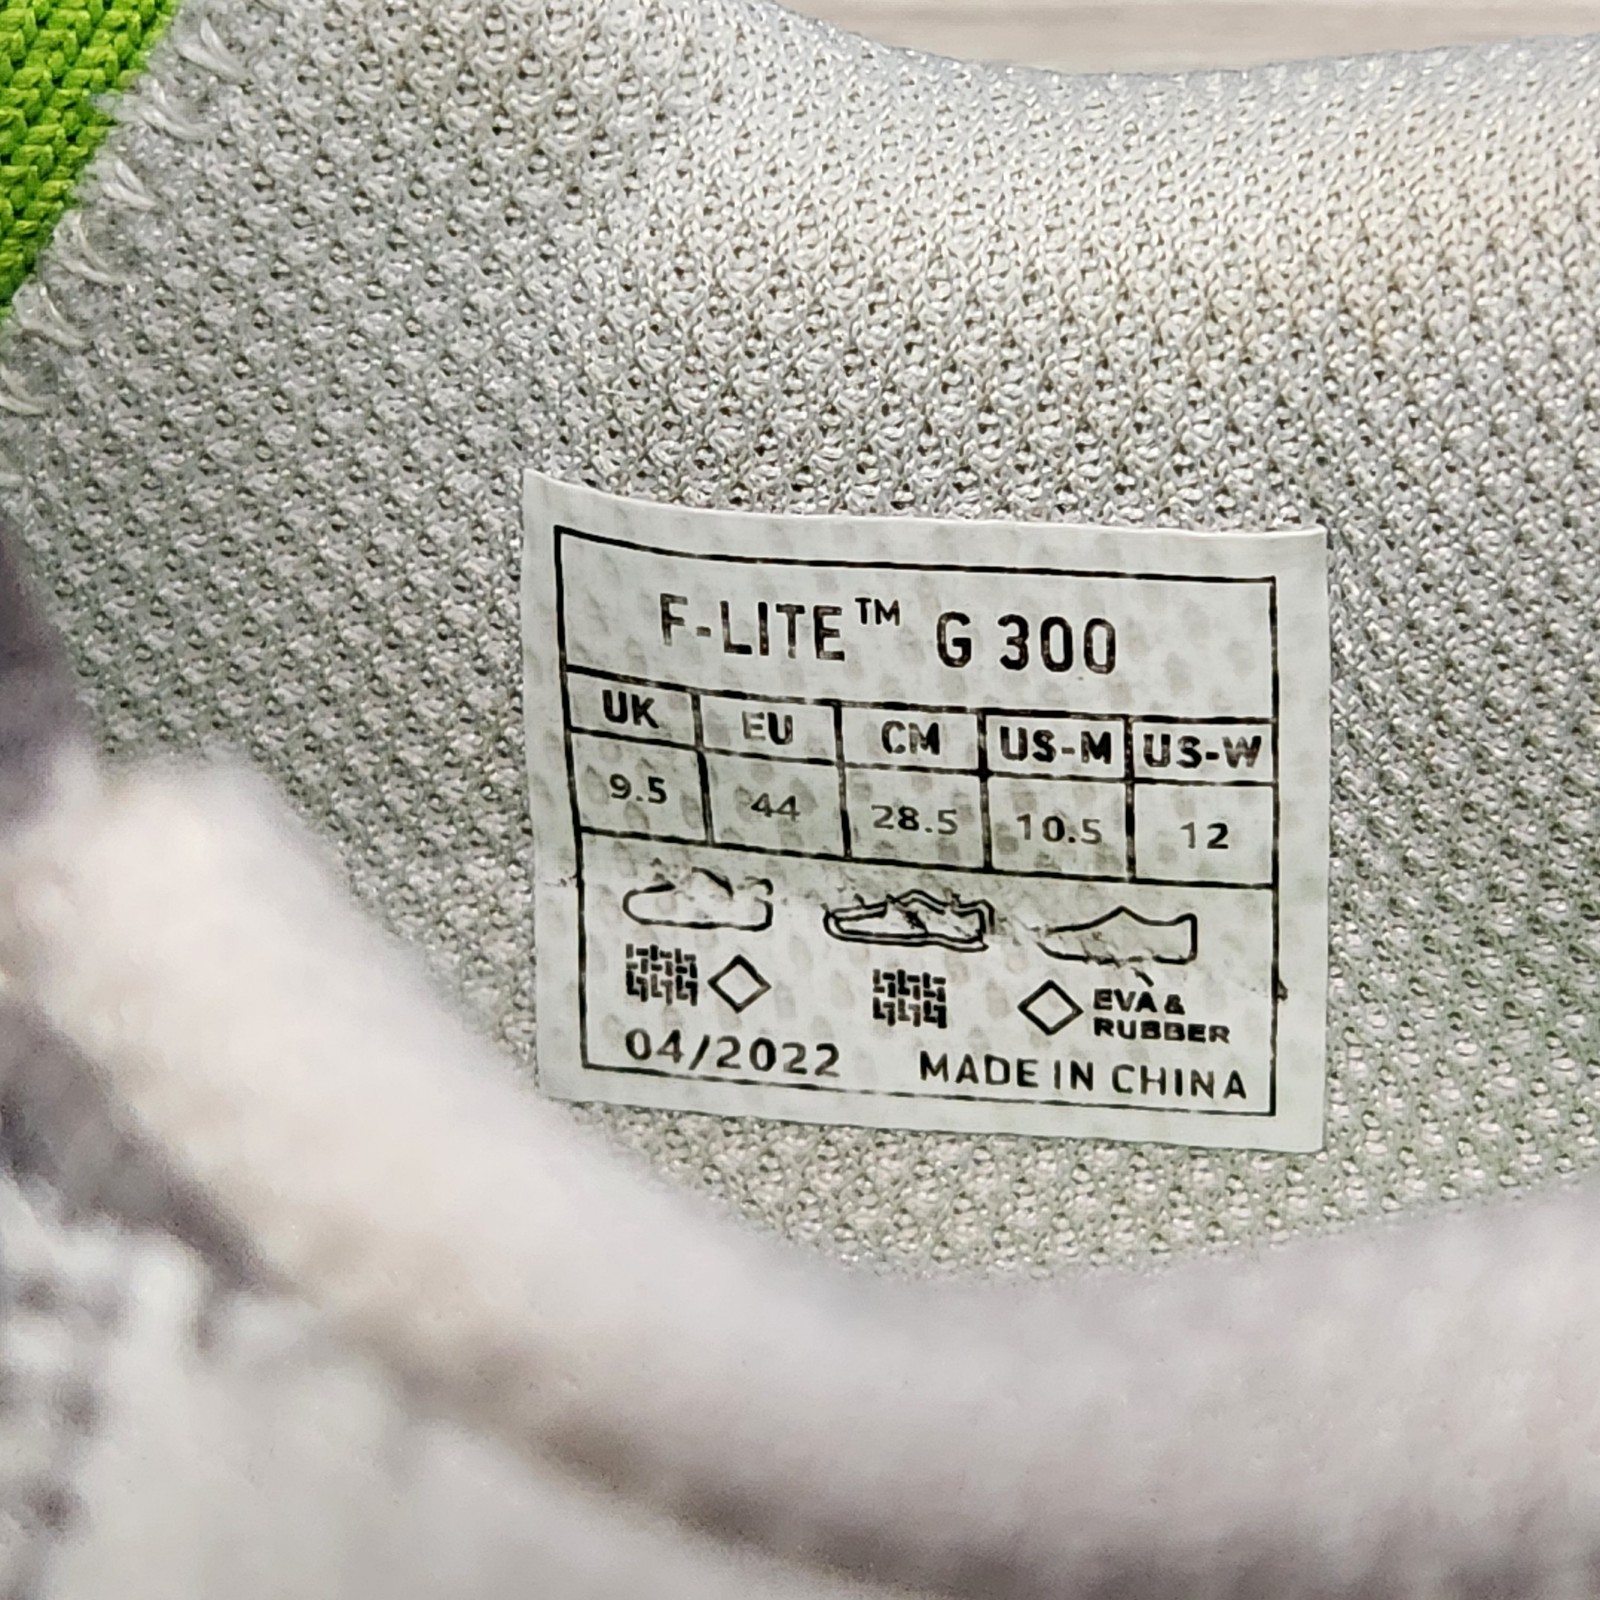 F-LITE™ G 300
UK EU CM US-M US-W
9.5 44 28.5 10.5 12
EVA &
RUBBER
04/2022 MADE IN CHINA